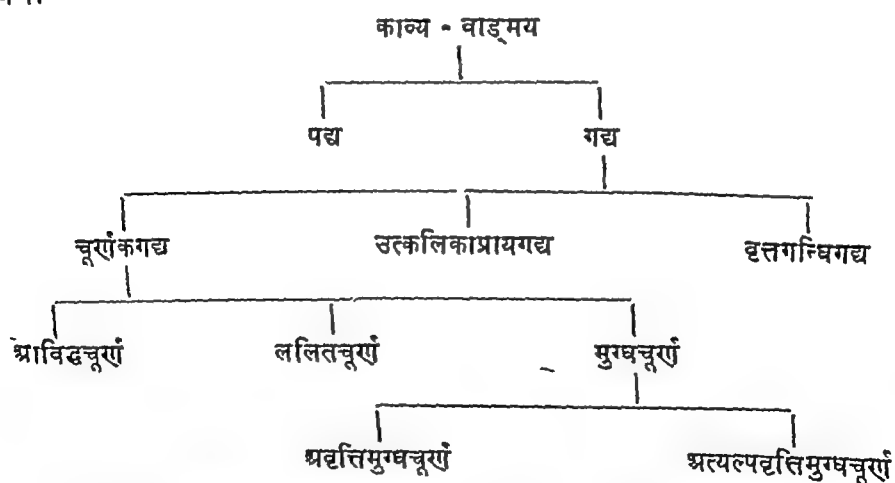 काव्य - वाङ्मय
पद्य गद्य
चूर्णकगद्य उत्कलिकाप्रायगद्य वृत्तगन्धिगद्य
आविद्धचूर्ण ललितचूर्ण मुग्धचूर्ण
अवृत्तिमुग्धचूर्ण अत्यल्पवृत्तिमुग्धचूर्ण